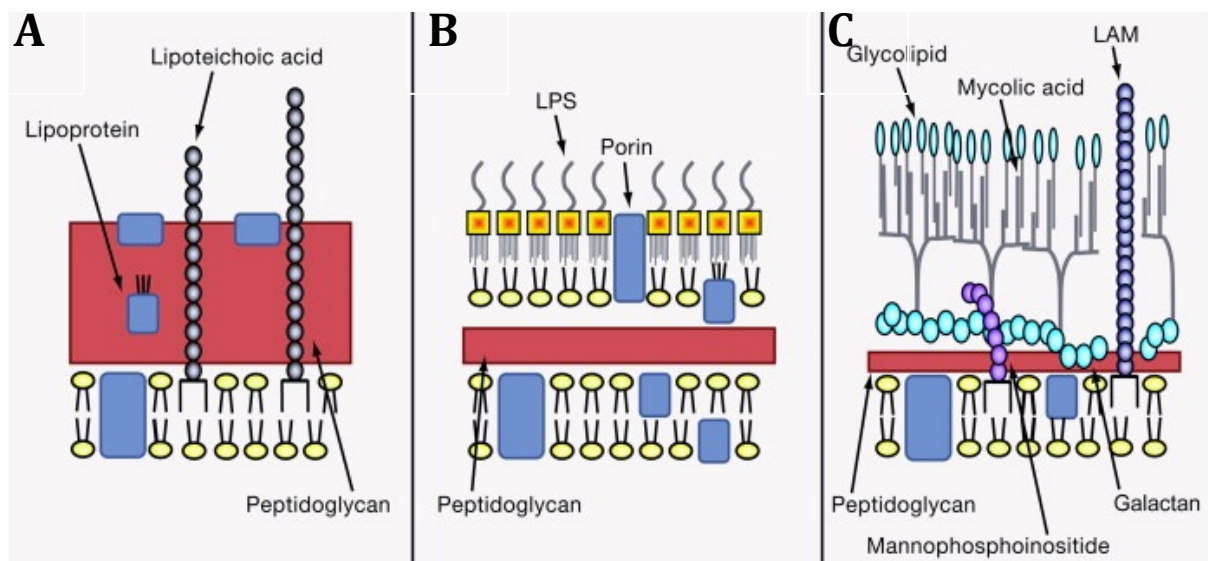 A
Lipoteichoic acid
Lipoprotein
Peptidoglycan
B
LPS
Porin
Peptidoglycan
C
LAM
Glycolipid
Mycolic acid
Peptidoglycan
Galactan
Mannophosphoinositide